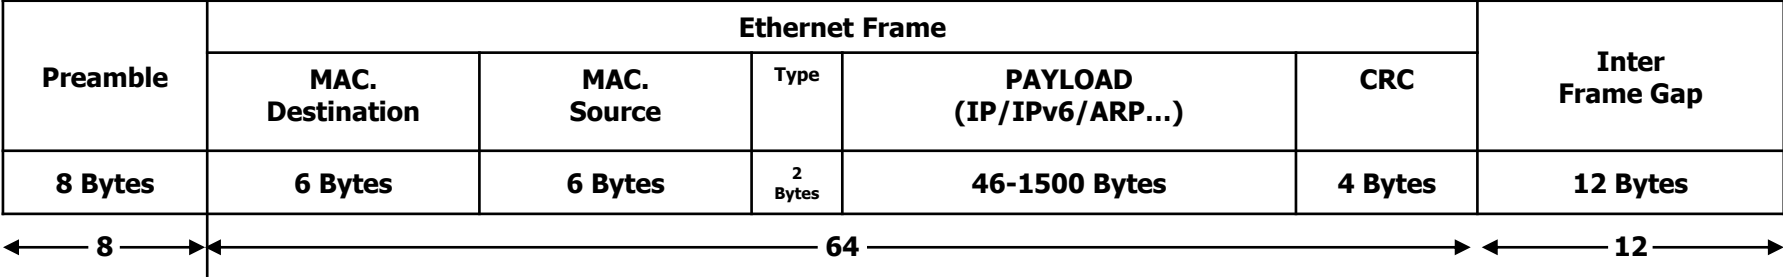 Ethernet Frame
Preamble
MAC.
Destination
MAC.
Source
Type
PAYLOAD
(IP/IPv6/ARP...)
CRC
Inter
Frame Gap
8 Bytes
6 Bytes
6 Bytes
2
Bytes
46-1500 Bytes
4 Bytes
12 Bytes
8
64
12